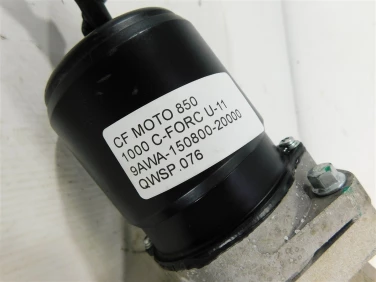 CF MOTO 850
1000 C-FORC U-11
9AWA-150800-20000
QWSP.076